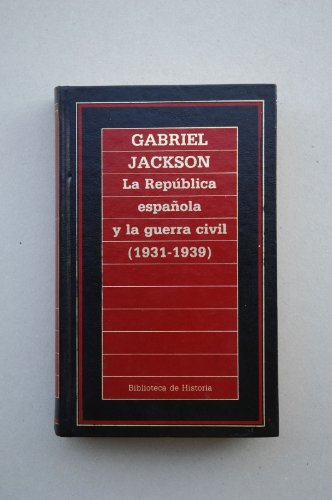 GABRIEL
JACKSON
La República
española
y la guerra civil
(1931-1939)
Biblioteca de Historia